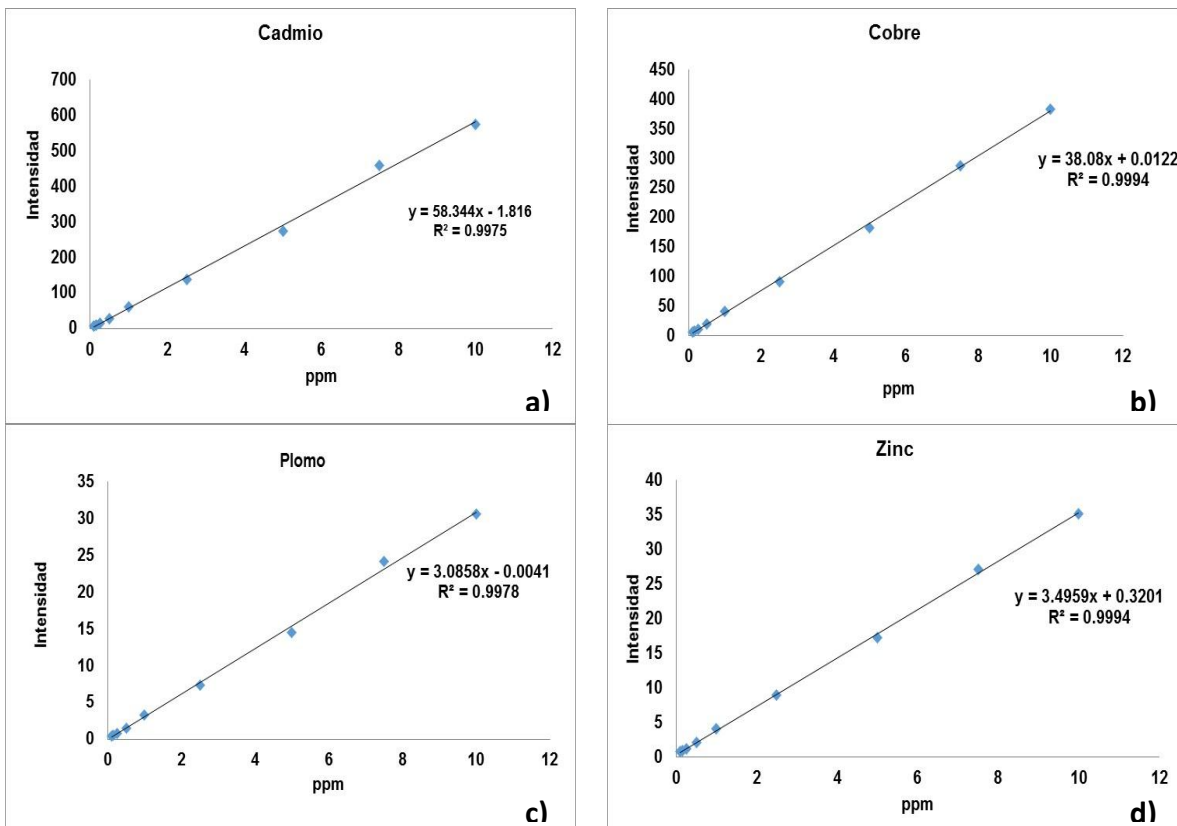 Cadmio
700
600
500
400
300
200
100
0
Intensidad
y = 58.344x - 1.816
R² = 0.9975
0 2 4 6 8 10 12
ppm
a)
Cobre
450
400
350
300
250
200
150
100
50
0
Intensidad
y = 38.08x + 0.0122
R² = 0.9994
0 2 4 6 8 10 12
ppm
b)
Plomo
35
30
25
20
15
10
5
0
Intensidad
y = 3.0858x - 0.0041
R² = 0.9978
0 2 4 6 8 10 12
ppm
c)
Zinc
40
35
30
25
20
15
10
5
0
Intensidad
y = 3.4959x + 0.3201
R² = 0.9994
0 2 4 6 8 10 12
ppm
d)